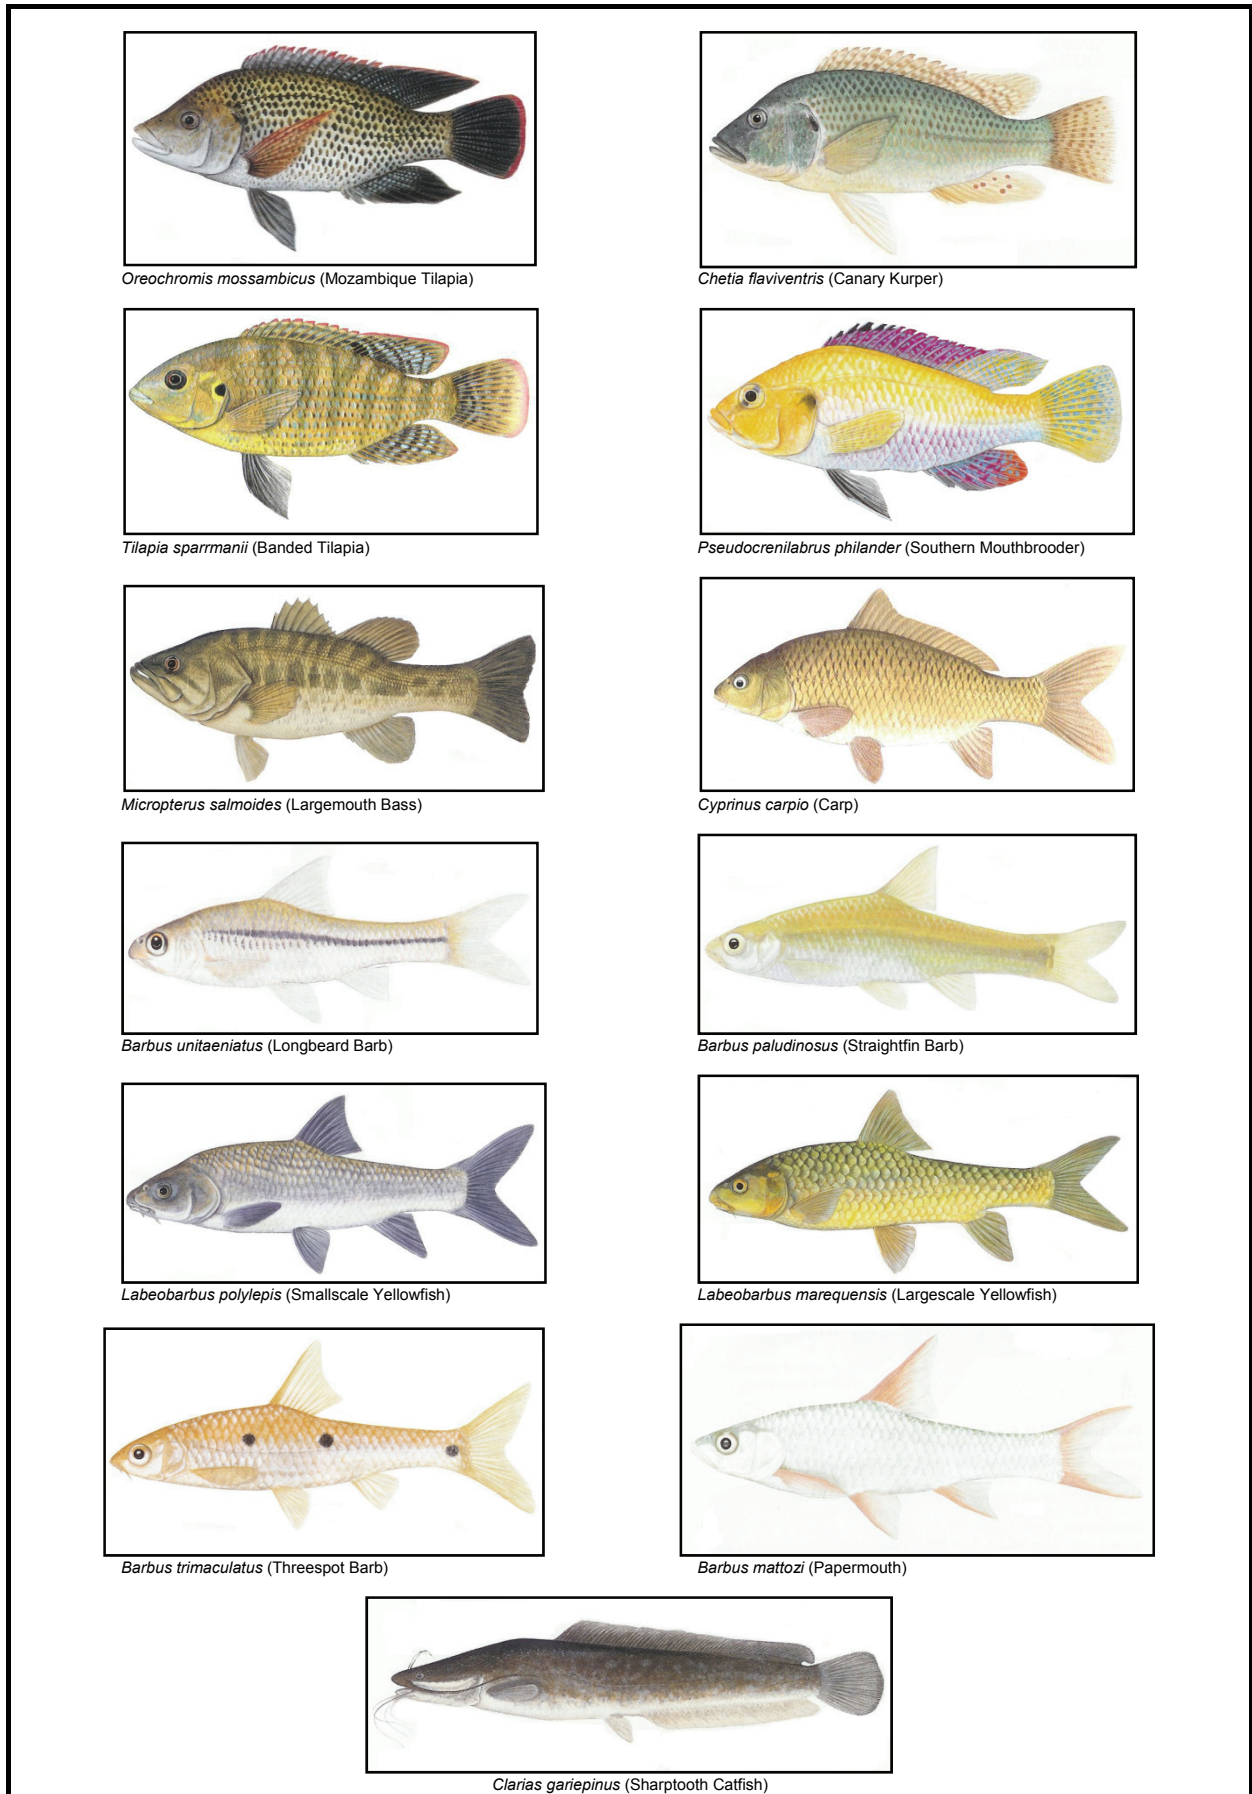 Oreochromis mossambicus (Mozambique Tilapia)
Chetia flaviventris (Canary Kurper)
Tilapia sparrmanii (Banded Tilapia)
Pseudocrenilabrus philander (Southern Mouthbrooder)
Micropterus salmoides (Largemouth Bass)
Cyprinus carpio (Carp)
Barbus unitaeniatus (Longbeard Barb)
Barbus paludinosus (Straightfin Barb)
Labeobarbus polylepis (Smallscale Yellowfish)
Labeobarbus marequensis (Largescale Yellowfish)
Barbus trimaculatus (Threespot Barb)
Barbus mattozi (Papermouth)
Clarias gariepinus (Sharptooth Catfish)